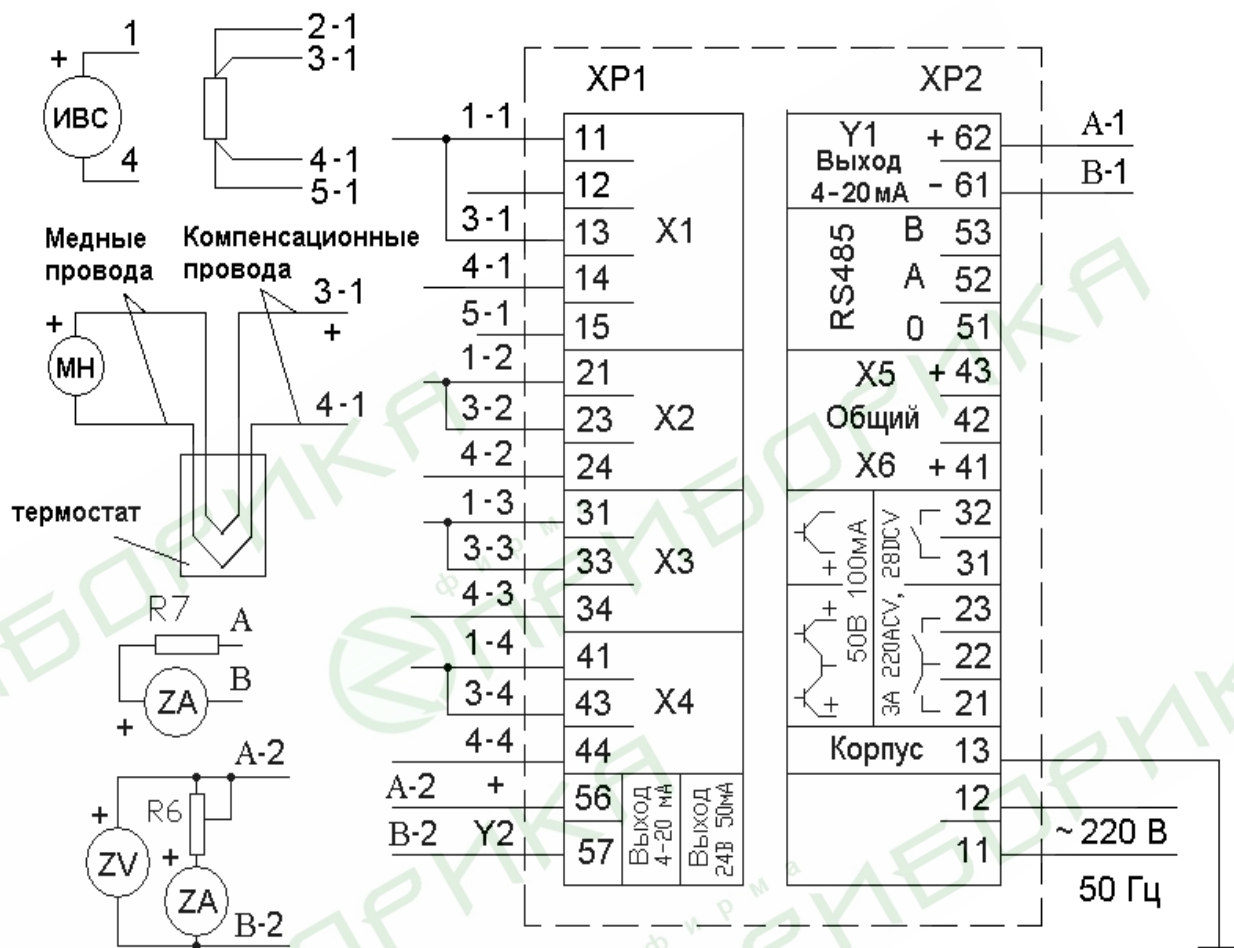 1
+
ИВС
4
2-1
3-1
4-1
5-1
Медные
провода
Компенсационные
провода
3-1
+
4-1
+
МН
термостат
R7
A
B
ZA
+
A-2
R6
+
ZV
+
ZA
B-2
XP1
XP2
1-1
11
12
3-1
13
X1
4-1
14
5-1
15
1-2
21
3-2
23
X2
4-2
24
1-3
31
3-3
33
X3
4-3
34
1-4
41
3-4
43
X4
4-4
44
A-2
+
56
B-2
Y2
57
Выход
4-20 мА
Выход
24В 50мА
Y1
+ 62
A-1
Выход
4-20 мА
- 61
B-1
RS485
B
53
A
52
0
51
X5
+ 43
Общий
42
X6
+ 41
50В 100мА
3А 220ACV, 28DCV
+
+
+
32
31
23
22
21
Корпус
13
12
11
~ 220 В
50 Гц
фирма
ПРИБОРИКА
ПРИБОРИКА
фирма
ПРИБОРИКА